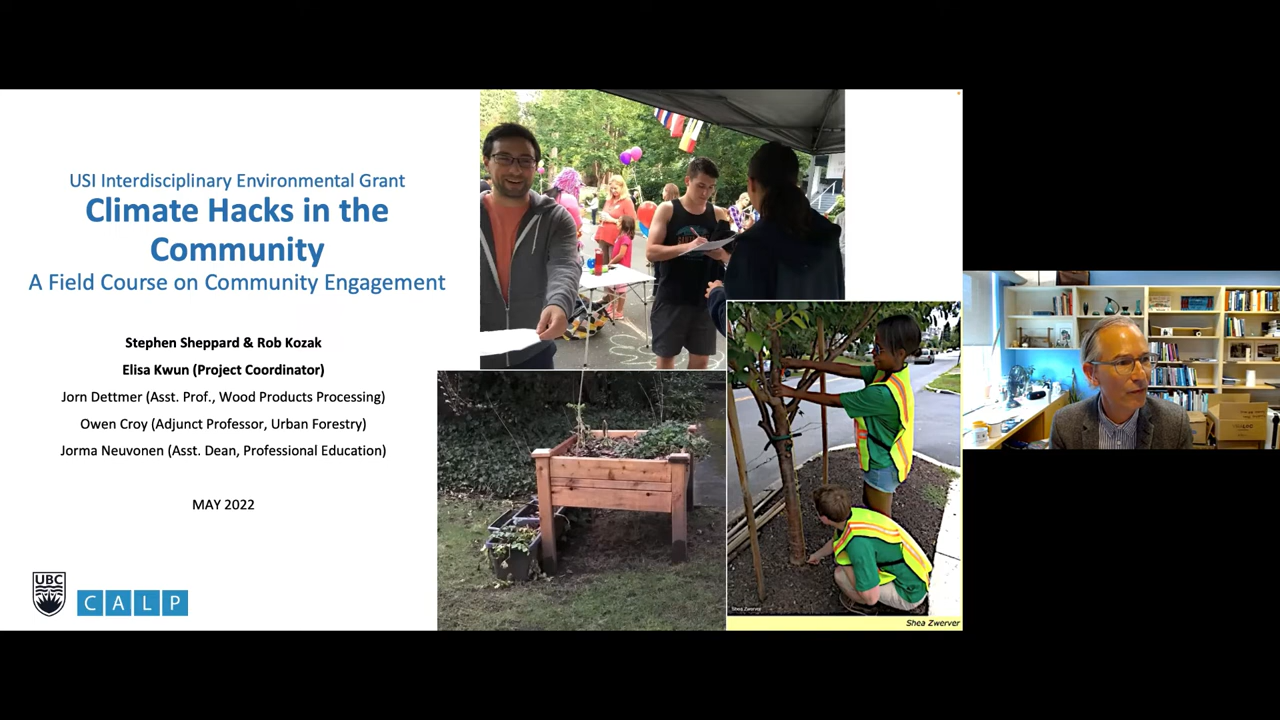 USI Interdisciplinary Environmental Grant
Climate Hacks in the
Community
A Field Course on Community Engagement
Stephen Sheppard & Rob Kozak
Elisa Kwun (Project Coordinator)
Jorn Dettmer (Asst. Prof., Wood Products Processing)
Owen Croy (Adjunct Professor, Urban Forestry)
Jorma Neuvonen (Asst. Dean, Professional Education)
MAY 2022
UBC
CALP
Shea Zwerver
Shea Zwerver